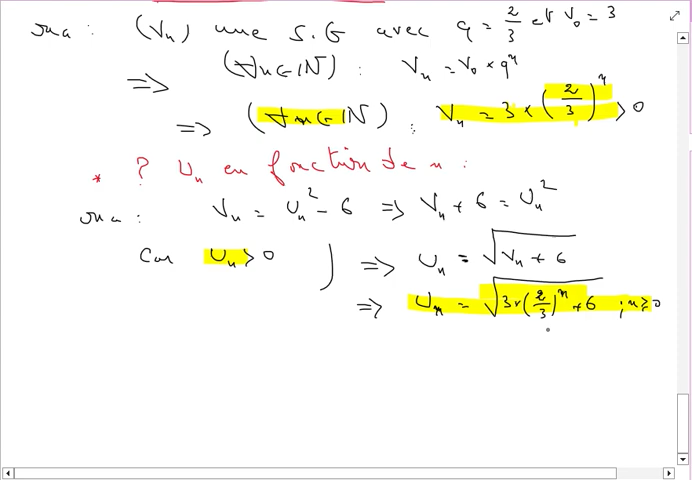 on a : (Vn) une S.G avec q = 2/3 et V0 = 3
=> (∀n∈IN) : Vn = V0 × q^n
=> (∀n∈IN) : Vn = 3 × (2/3)^n > 0
* ? Un en fonction de n :
on a : Vn = Un² - 6 => Vn + 6 = Un²
Car Un > 0 ) => Un = √(Vn + 6)
=> Un = √(3×(2/3)^n + 6) ; n ≥ 0